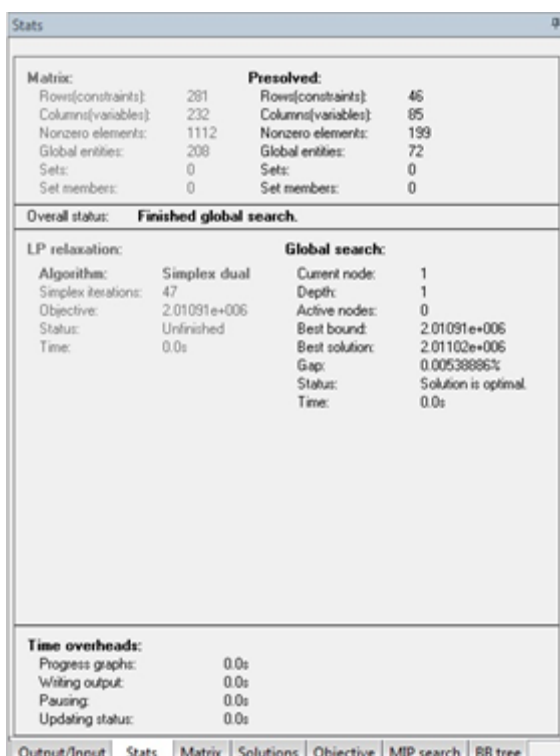 Stats
Matrix: Presolved:
Rows(constraints): 281 Rows(constraints): 46
Columns(variables): 232 Columns(variables): 85
Nonzero elements: 1112 Nonzero elements: 199
Global entities: 208 Global entities: 72
Sets: 0 Sets: 0
Set members: 0 Set members: 0
Overall status: Finished global search.
LP relaxation: Global search:
Algorithm: Simplex dual Current node: 1
Simplex iterations: 47 Depth: 1
Objective: 2.01091e+006 Active nodes: 0
Status: Unfinished Best bound: 2.01091e+006
Time: 0.0s Best solution: 2.01102e+006
Gap: 0.00538886%
Status: Solution is optimal.
Time: 0.0s
Time overheads:
Progress graphs: 0.0s
Writing output: 0.0s
Pausing: 0.0s
Updating status: 0.0s
Output/Input Stats Matrix Solutions Objective MIP search BB tree